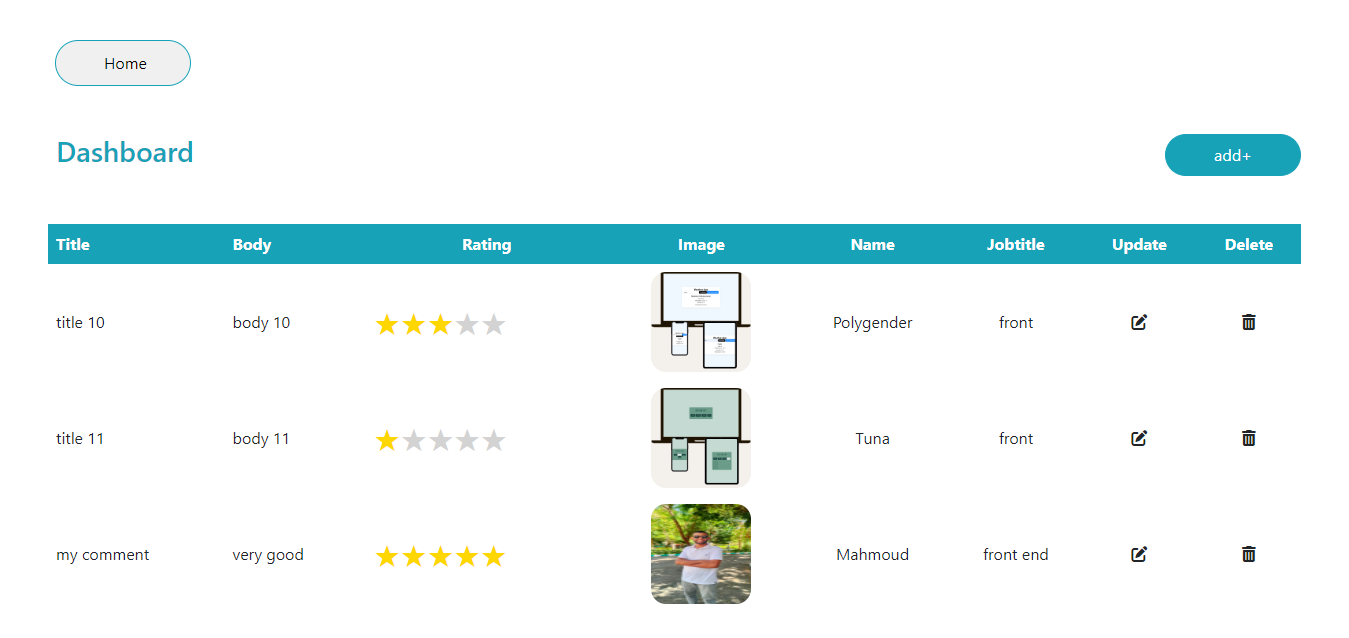 Home
Dashboard
add+
Title Body Rating Image Name Jobtitle Update Delete
title 10 body 10 Polygender front
title 11 body 11 Tuna front
my comment very good Mahmoud front end